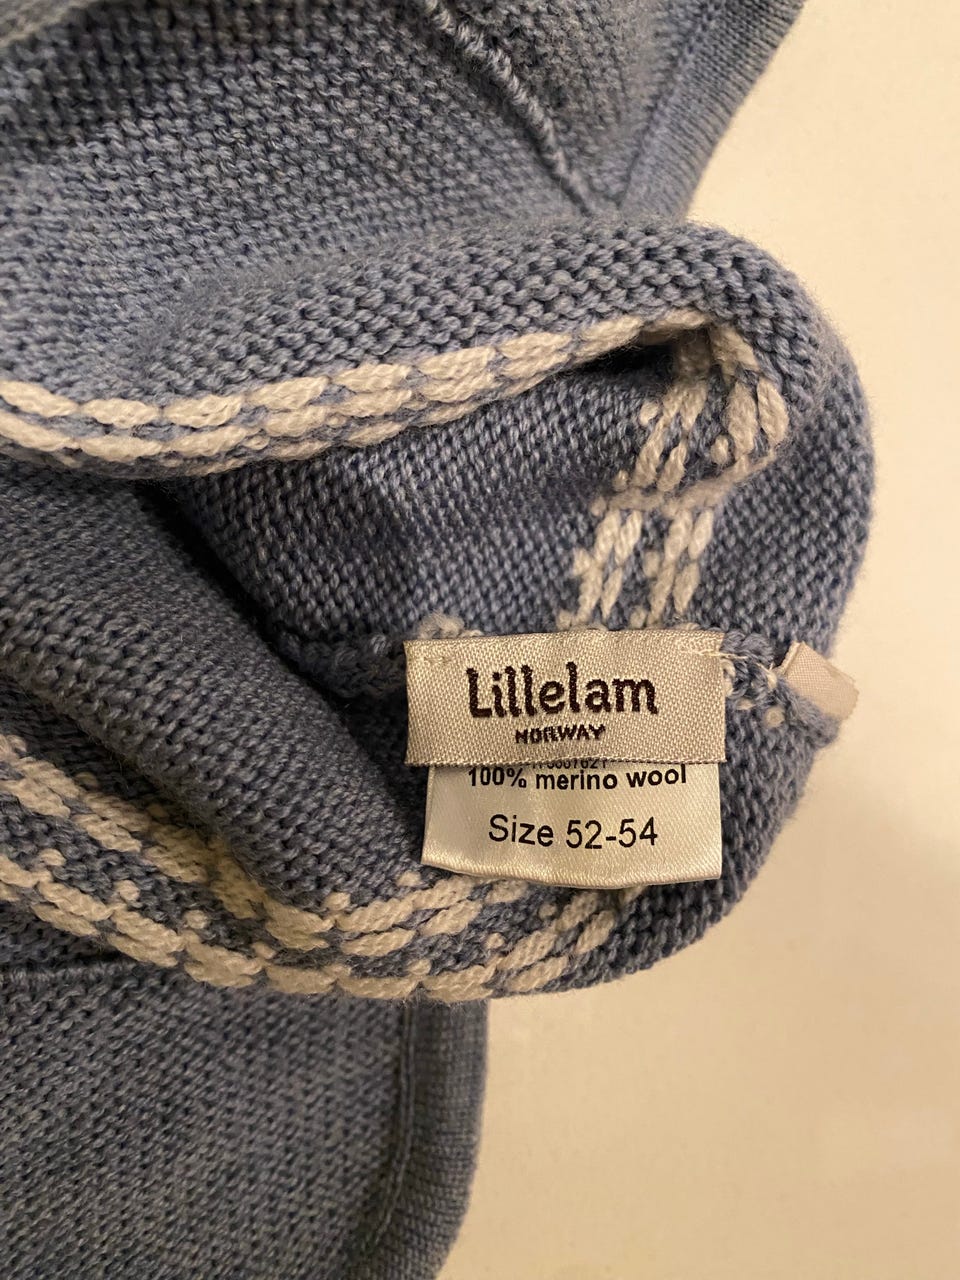 Lillelam
NORWAY
100% merino wool
Size 52-54